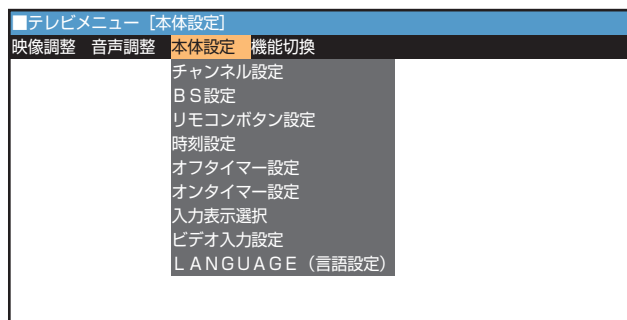 ■テレビメニュー［本体設定］
映像調整 音声調整 本体設定 機能切換
チャンネル設定
ＢＳ設定
リモコンボタン設定
時刻設定
オフタイマー設定
オンタイマー設定
入力表示選択
ビデオ入力設定
ＬＡＮＧＵＡＧＥ（言語設定）